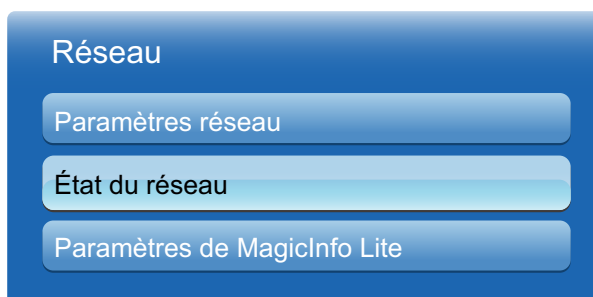 Réseau
Paramètres réseau
État du réseau
Paramètres de MagicInfo Lite